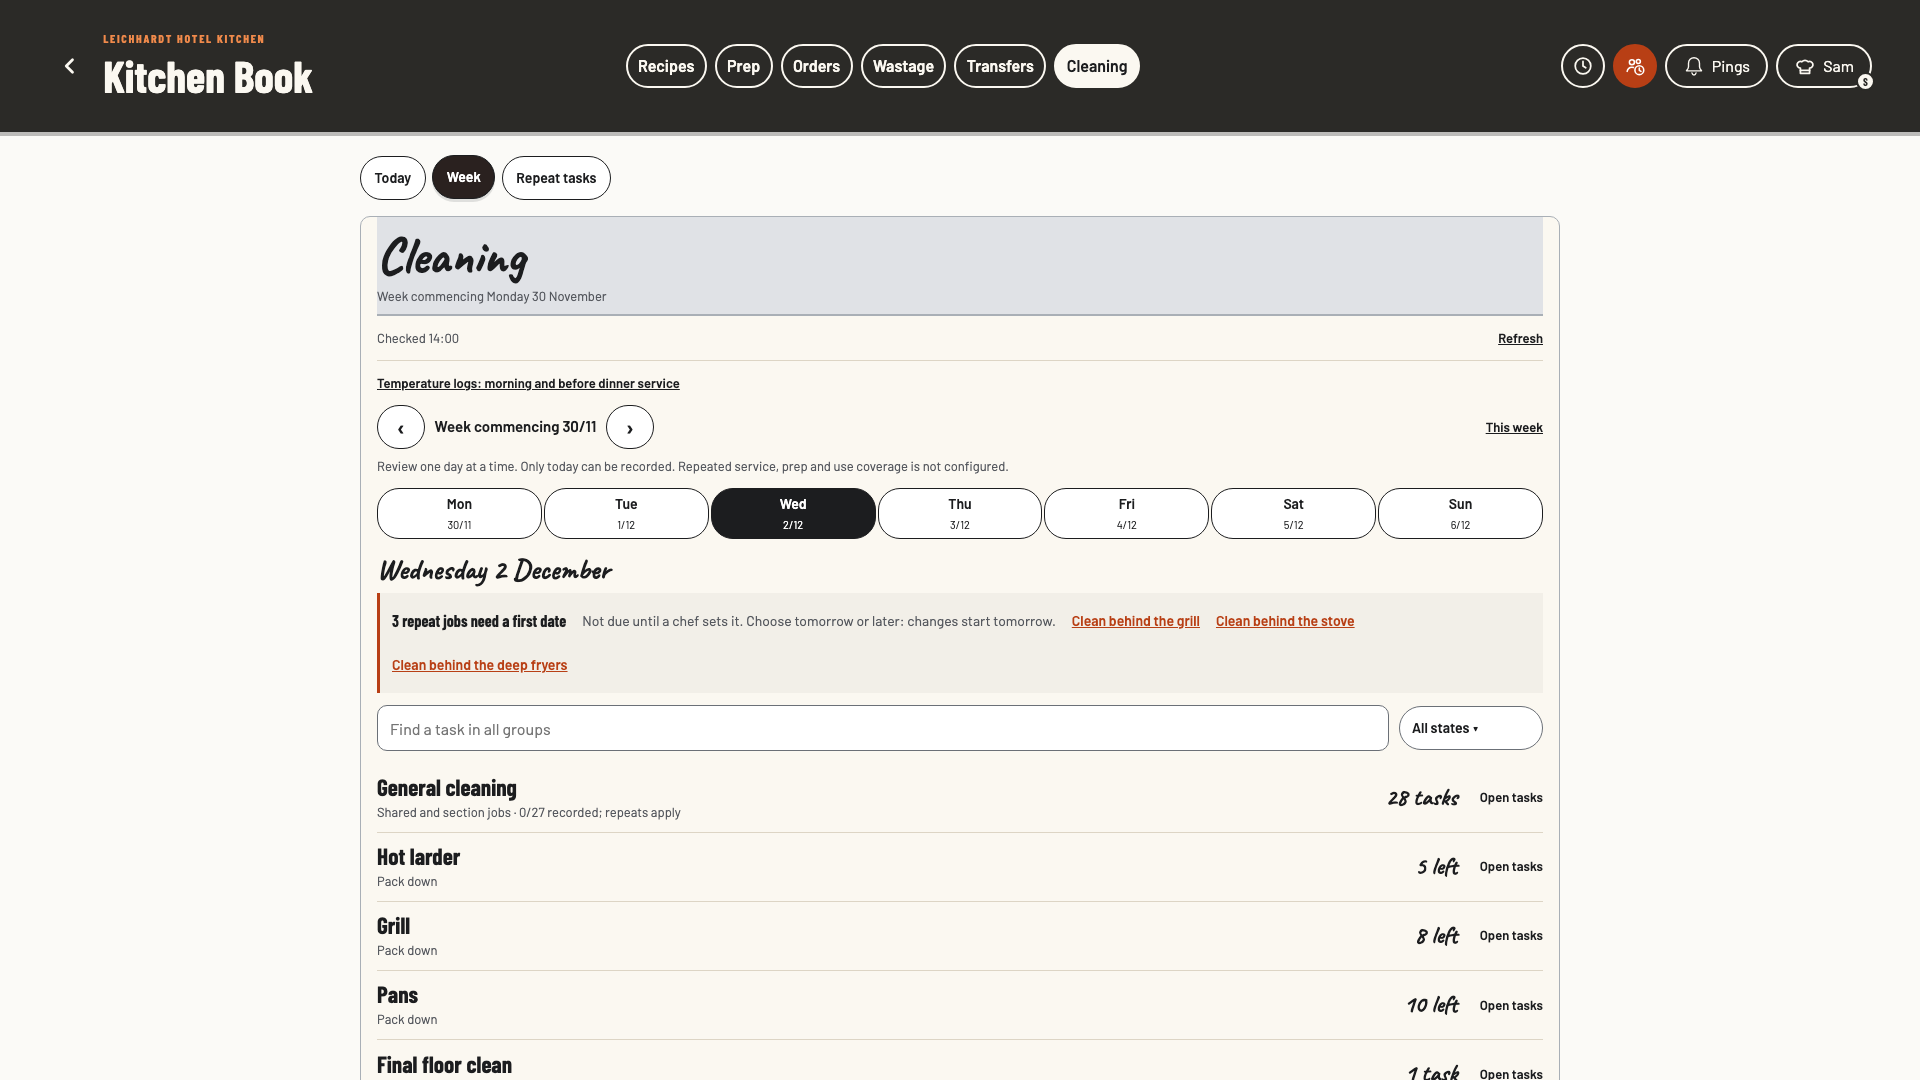 LEICHHARDT HOTEL KITCHEN
Kitchen Book
Recipes Prep Orders Wastage Transfers Cleaning
Pings Sam $
Today Week Repeat tasks
Cleaning
Week commencing Monday 30 November
Checked 14:00 Refresh
Temperature logs: morning and before dinner service
‹ Week commencing 30/11 › This week
Review one day at a time. Only today can be recorded. Repeated service, prep and use coverage is not configured.
Mon Tue Wed Thu Fri Sat Sun
30/11 1/12 2/12 3/12 4/12 5/12 6/12
Wednesday 2 December
3 repeat jobs need a first date Not due until a chef sets it. Choose tomorrow or later: changes start tomorrow. Clean behind the grill Clean behind the stove
Clean behind the deep fryers
Find a task in all groups All states ▾
General cleaning 28 tasks Open tasks
Shared and section jobs · 0/27 recorded; repeats apply
Hot larder 5 left Open tasks
Pack down
Grill 8 left Open tasks
Pack down
Pans 10 left Open tasks
Pack down
Final floor clean 1 task Open tasks